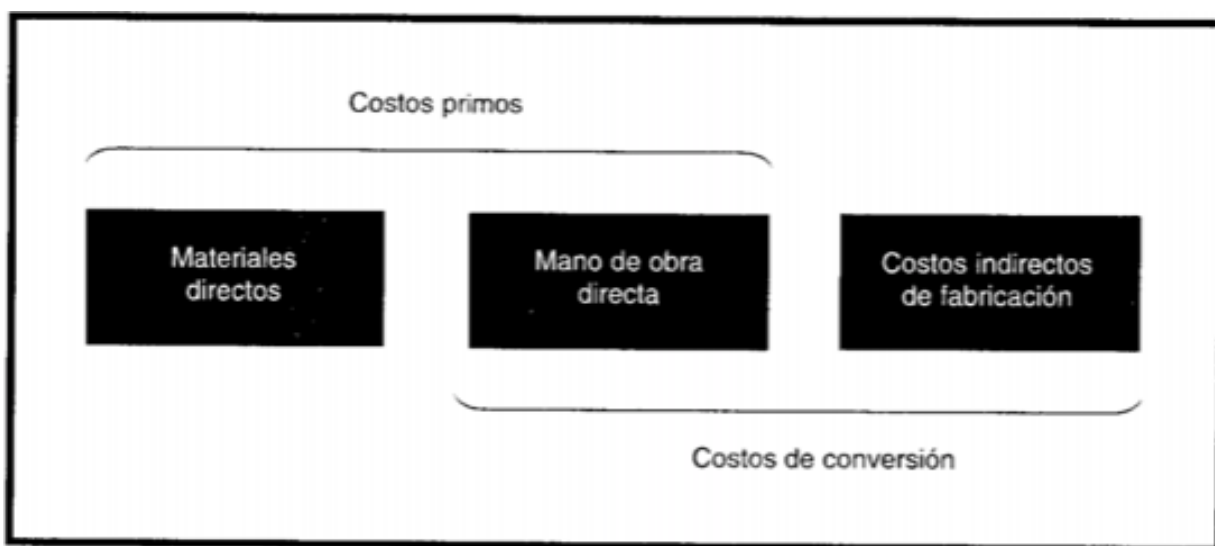 Costos primos
Materiales
directos
Mano de obra
directa
Costos indirectos
de fabricación
Costos de conversión